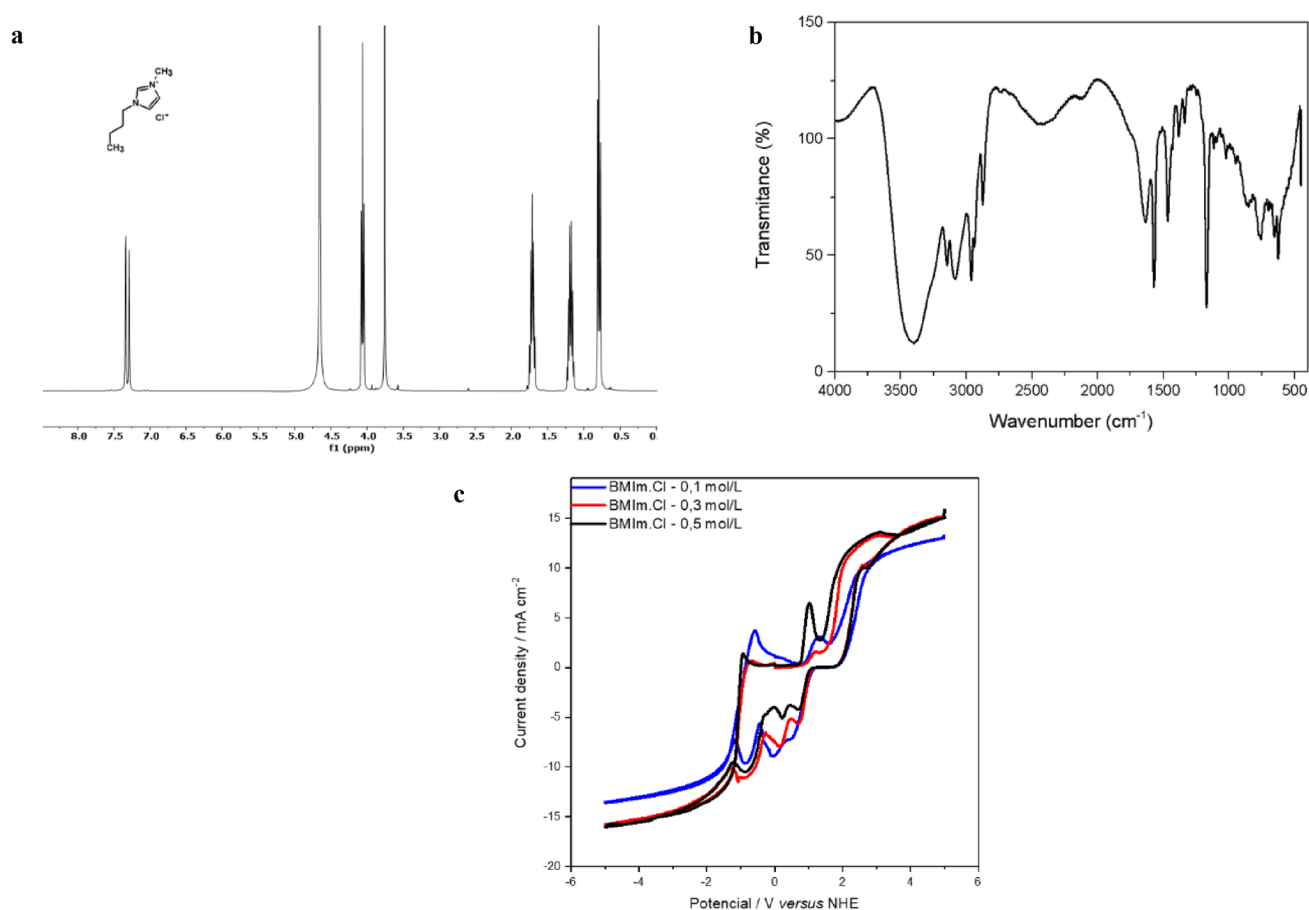 a
CH₃
N⁺
N
Cl⁻
CH₃
8.0 7.5 7.0 6.5 6.0 5.5 5.0 4.5 4.0 3.5 3.0 2.5 2.0 1.5 1.0 0.5 0.
f1 (ppm)
b
150
100
50
0
Transmitance (%)
4000 3500 3000 2500 2000 1500 1000 500
Wavenumber (cm⁻¹)
c
BMIm.Cl - 0,1 mol/L
BMIm.Cl - 0,3 mol/L
BMIm.Cl - 0,5 mol/L
15
10
5
0
-5
-10
-15
-20
Current density / mA cm⁻²
-6 -4 -2 0 2 4 6
Potencial / V versus NHE